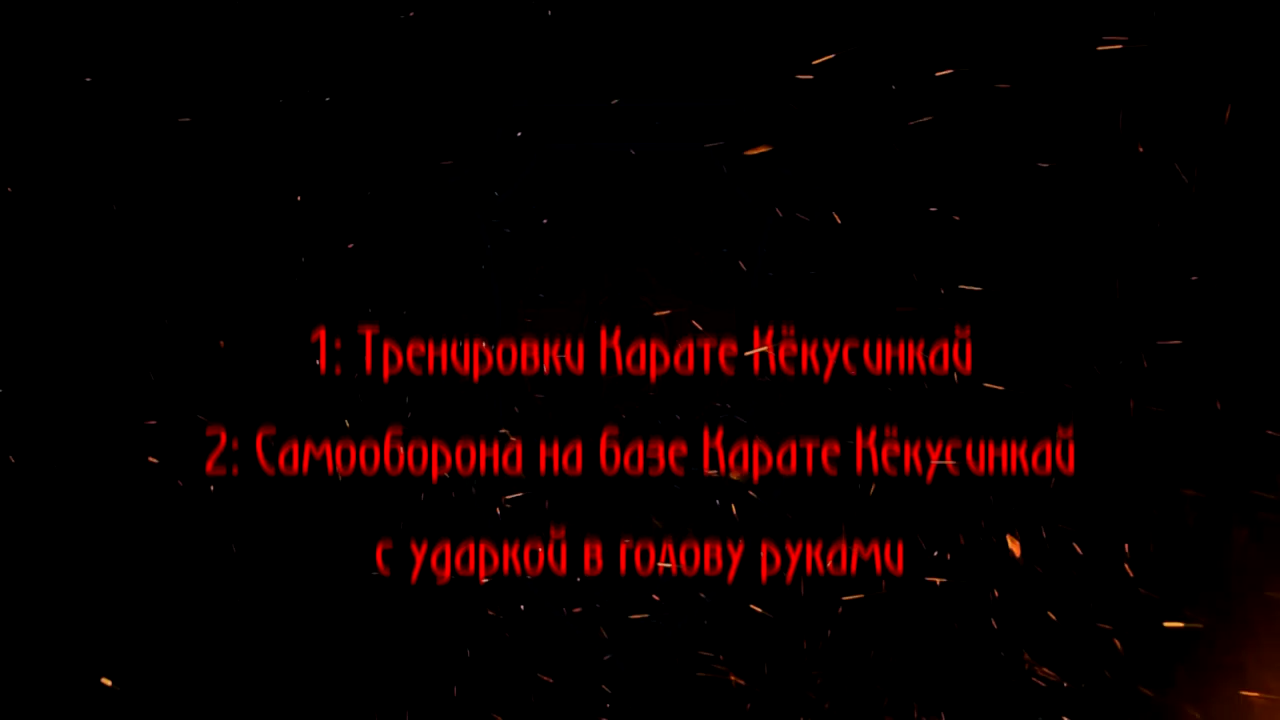 1: Тренировки Карате Кёкусинкай
2: Самооборона на базе Карате Кёкусинкай
с ударкой в голову руками